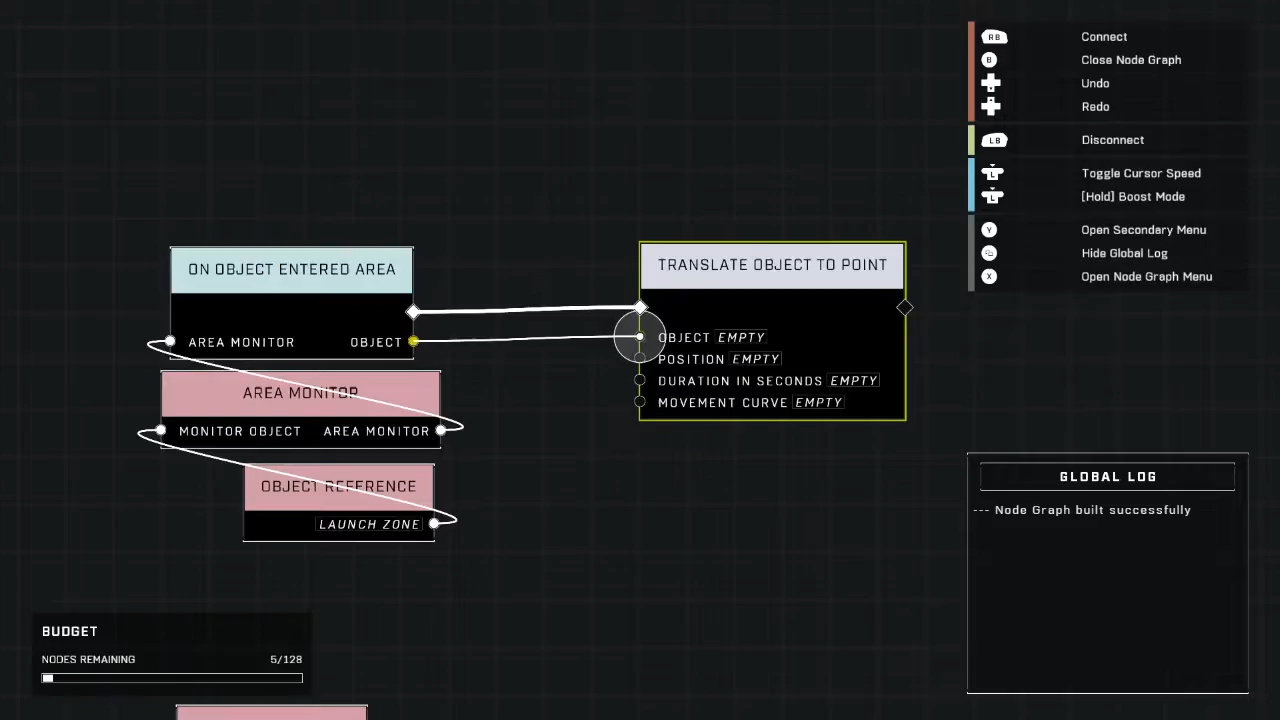 RB Connect
B Close Node Graph
Undo
Redo
LB Disconnect
L Toggle Cursor Speed
L [Hold] Boost Mode
Y Open Secondary Menu
Hide Global Log
X Open Node Graph Menu
ON OBJECT ENTERED AREA
AREA MONITOR OBJECT
TRANSLATE OBJECT TO POINT
OBJECT EMPTY
POSITION EMPTY
DURATION IN SECONDS EMPTY
MOVEMENT CURVE EMPTY
AREA MONITOR
MONITOR OBJECT AREA MONITOR
OBJECT REFERENCE
LAUNCH ZONE
GLOBAL LOG
--- Node Graph built successfully
BUDGET
NODES REMAINING 5/128